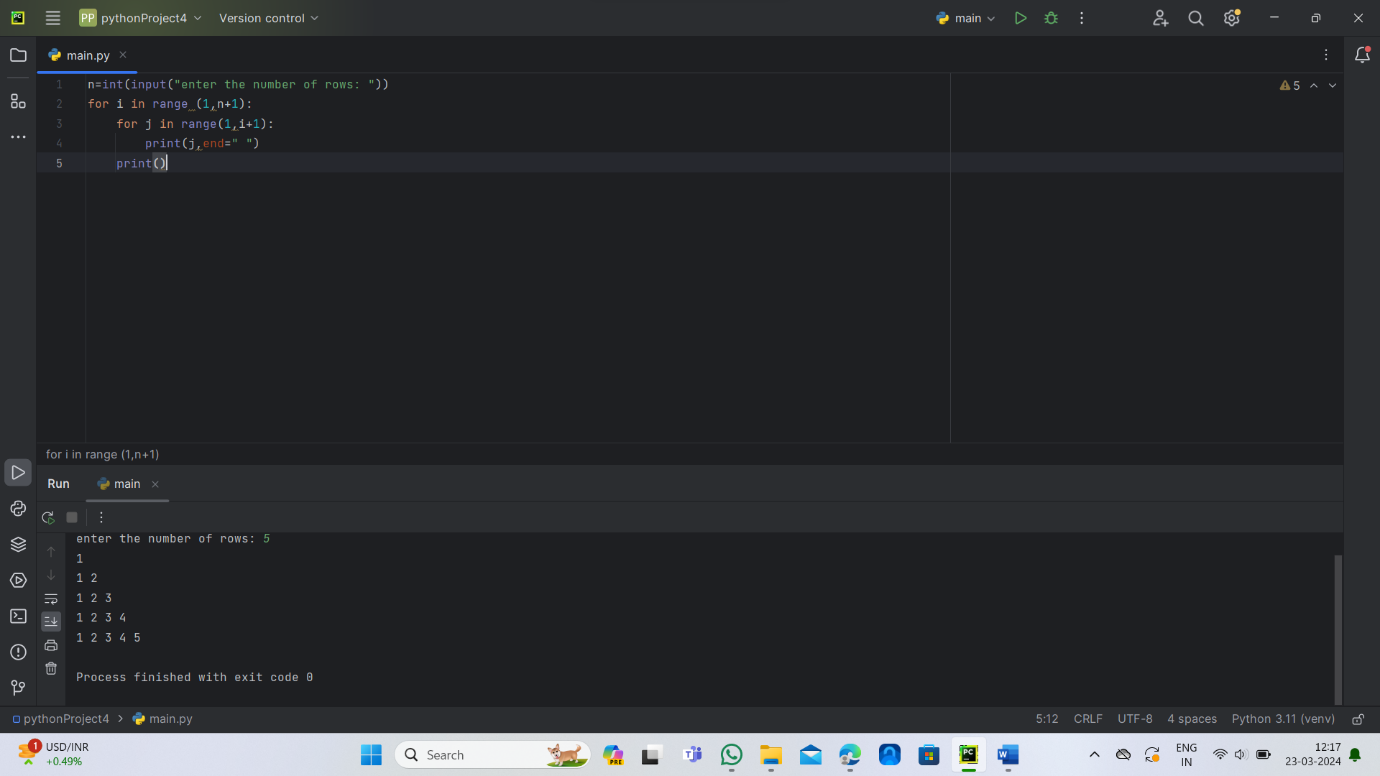 PC
PP pythonProject4 Version control main
main.py
1 n=int(input("enter the number of rows: "))
2 for i in range (1,n+1):
3 for j in range(1,i+1):
4 print(j,end=" ")
5 print()
5
for i in range (1,n+1)
Run main
enter the number of rows: 5
1
1 2
1 2 3
1 2 3 4
1 2 3 4 5
Process finished with exit code 0
pythonProject4 > main.py 5:12 CRLF UTF-8 4 spaces Python 3.11 (venv)
1 USD/INR
+0.49%
Search
PRE
T
PC
W
ENG
IN
12:17
23-03-2024